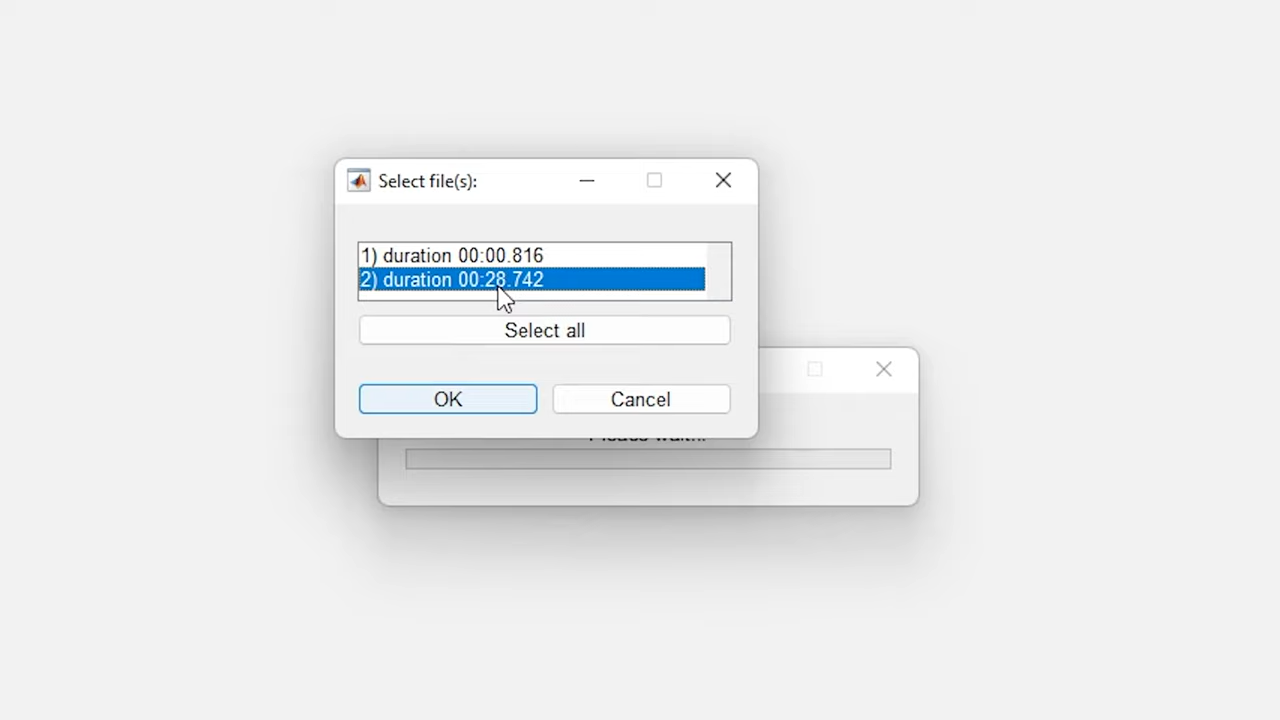 Select file(s):
1) duration 00:00.816
2) duration 00:28.742
Select all
OK
Cancel